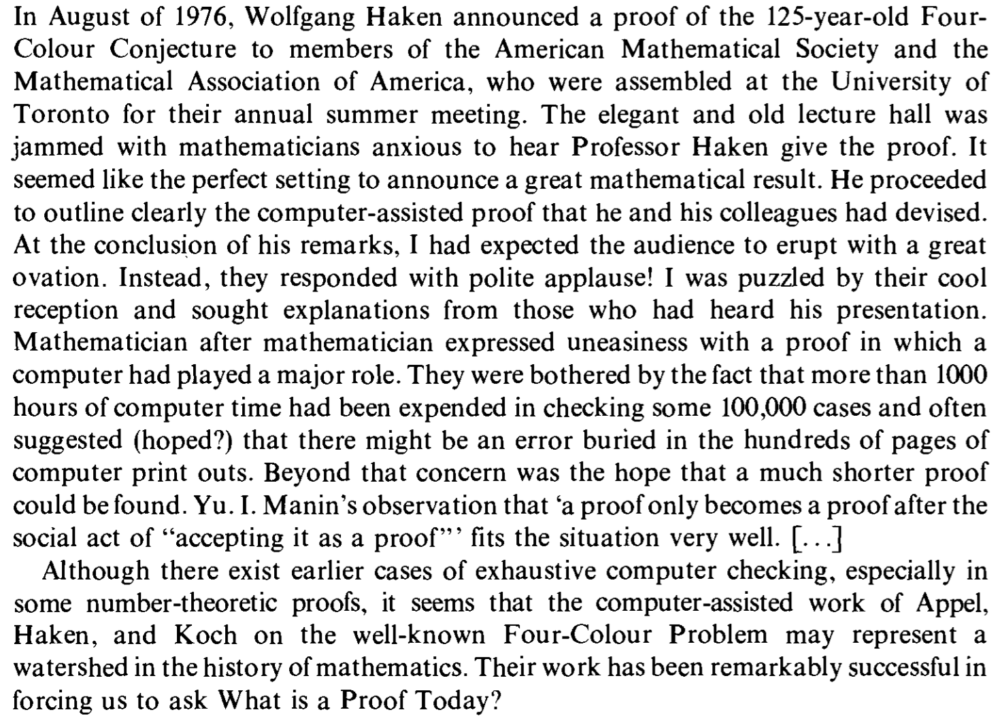 In August of 1976, Wolfgang Haken announced a proof of the 125-year-old Four-
Colour Conjecture to members of the American Mathematical Society and the
Mathematical Association of America, who were assembled at the University of
Toronto for their annual summer meeting. The elegant and old lecture hall was
jammed with mathematicians anxious to hear Professor Haken give the proof. It
seemed like the perfect setting to announce a great mathematical result. He proceeded
to outline clearly the computer-assisted proof that he and his colleagues had devised.
At the conclusion of his remarks, I had expected the audience to erupt with a great
ovation. Instead, they responded with polite applause! I was puzzled by their cool
reception and sought explanations from those who had heard his presentation.
Mathematician after mathematician expressed uneasiness with a proof in which a
computer had played a major role. They were bothered by the fact that more than 1000
hours of computer time had been expended in checking some 100,000 cases and often
suggested (hoped?) that there might be an error buried in the hundreds of pages of
computer print outs. Beyond that concern was the hope that a much shorter proof
could be found. Yu. I. Manin's observation that ‘a proof only becomes a proof after the
social act of “accepting it as a proof”’ fits the situation very well. [...]
Although there exist earlier cases of exhaustive computer checking, especially in
some number-theoretic proofs, it seems that the computer-assisted work of Appel,
Haken, and Koch on the well-known Four-Colour Problem may represent a
watershed in the history of mathematics. Their work has been remarkably successful in
forcing us to ask What is a Proof Today?